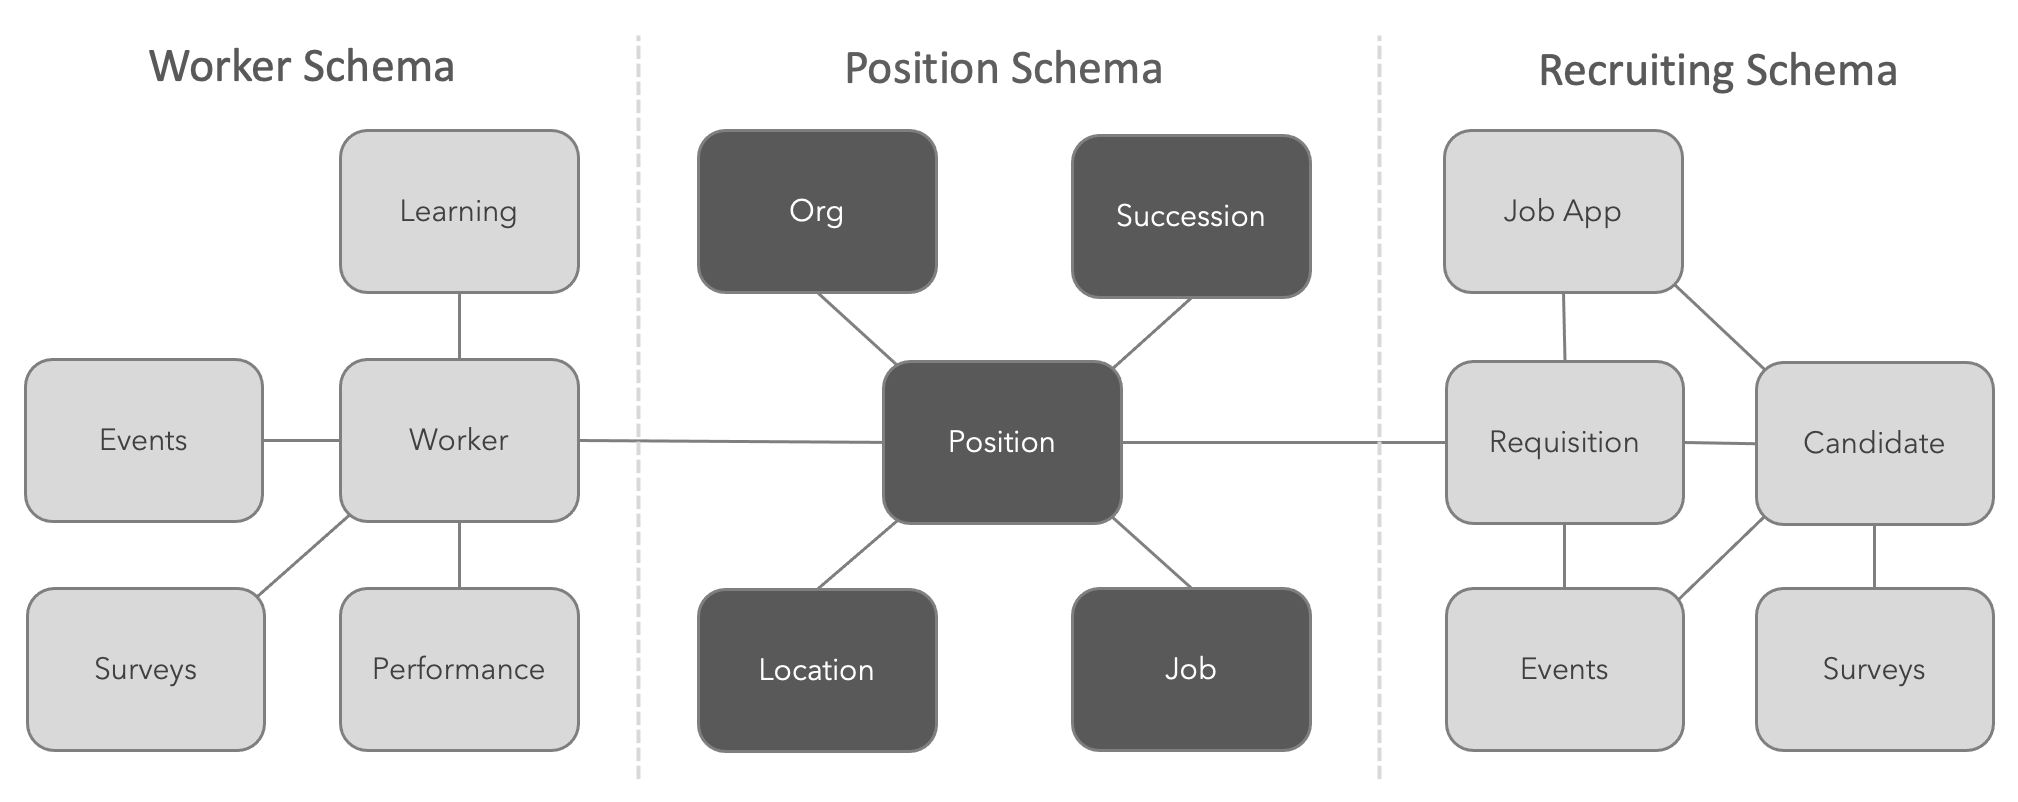 Worker Schema
Position Schema
Recruiting Schema
Learning
Org
Succession
Job App
Events
Worker
Position
Requisition
Candidate
Surveys
Performance
Location
Job
Events
Surveys